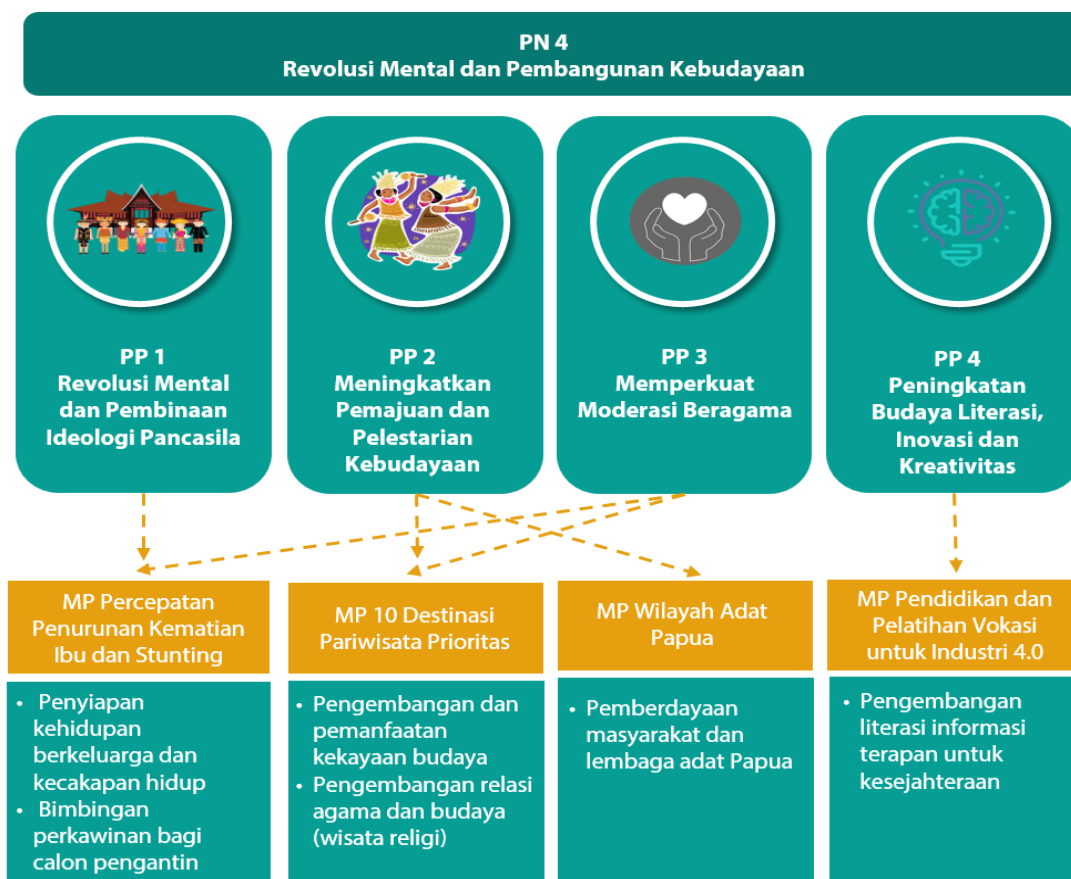 PN 4
Revolusi Mental dan Pembangunan Kebudayaan
PP 1
Revolusi Mental
dan Pembinaan
Ideologi Pancasila
PP 2
Meningkatkan
Pemajuan dan
Pelestarian
Kebudayaan
PP 3
Memperkuat
Moderasi Beragama
PP 4
Peningkatan
Budaya Literasi,
Inovasi dan
Kreativitas
MP Percepatan
Penurunan Kematian
Ibu dan Stunting
• Penyiapan
kehidupan
berkeluarga dan
kecakapan hidup
• Bimbingan
perkawinan bagi
calon pengantin
MP 10 Destinasi
Pariwisata Prioritas
• Pengembangan dan
pemanfaatan
kekayaan budaya
• Pengembangan relasi
agama dan budaya
(wisata religi)
MP Wilayah Adat
Papua
• Pemberdayaan
masyarakat dan
lembaga adat Papua
MP Pendidikan dan
Pelatihan Vokasi
untuk Industri 4.0
• Pengembangan
literasi informasi
terapan untuk
kesejahteraan